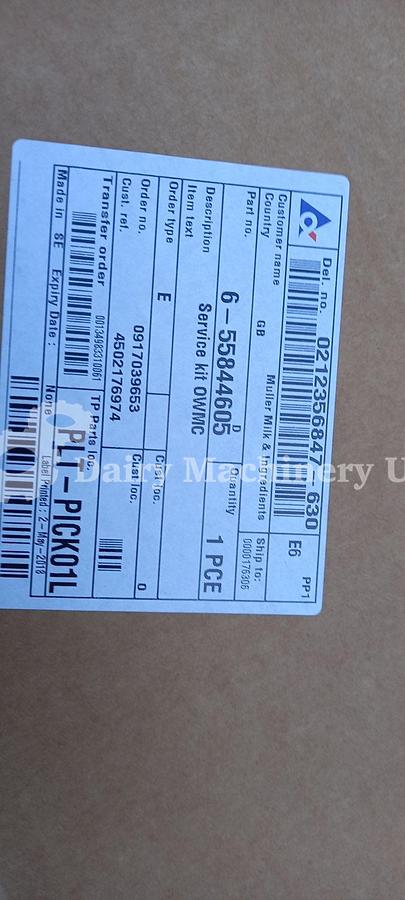 Del. no. 0212356847 630
E6 PP1
Customer name Muller Milk & Ingredients
Country GB
Ship to: 0000176306
Part no. 6-55844605 D
Quantity 1 PCE
Description Service kit OWMC
Item text
Order type E
Order no. 0917039653 Cust. loc. 0
Cust. ref. 4502176974 Cust. loc.
Transfer order 00134983310061 TP Parts loc.
PLT-PICK01L
Made in SE Expiry Date : None Label Printed: 2-May-2018
Dairy Machinery U